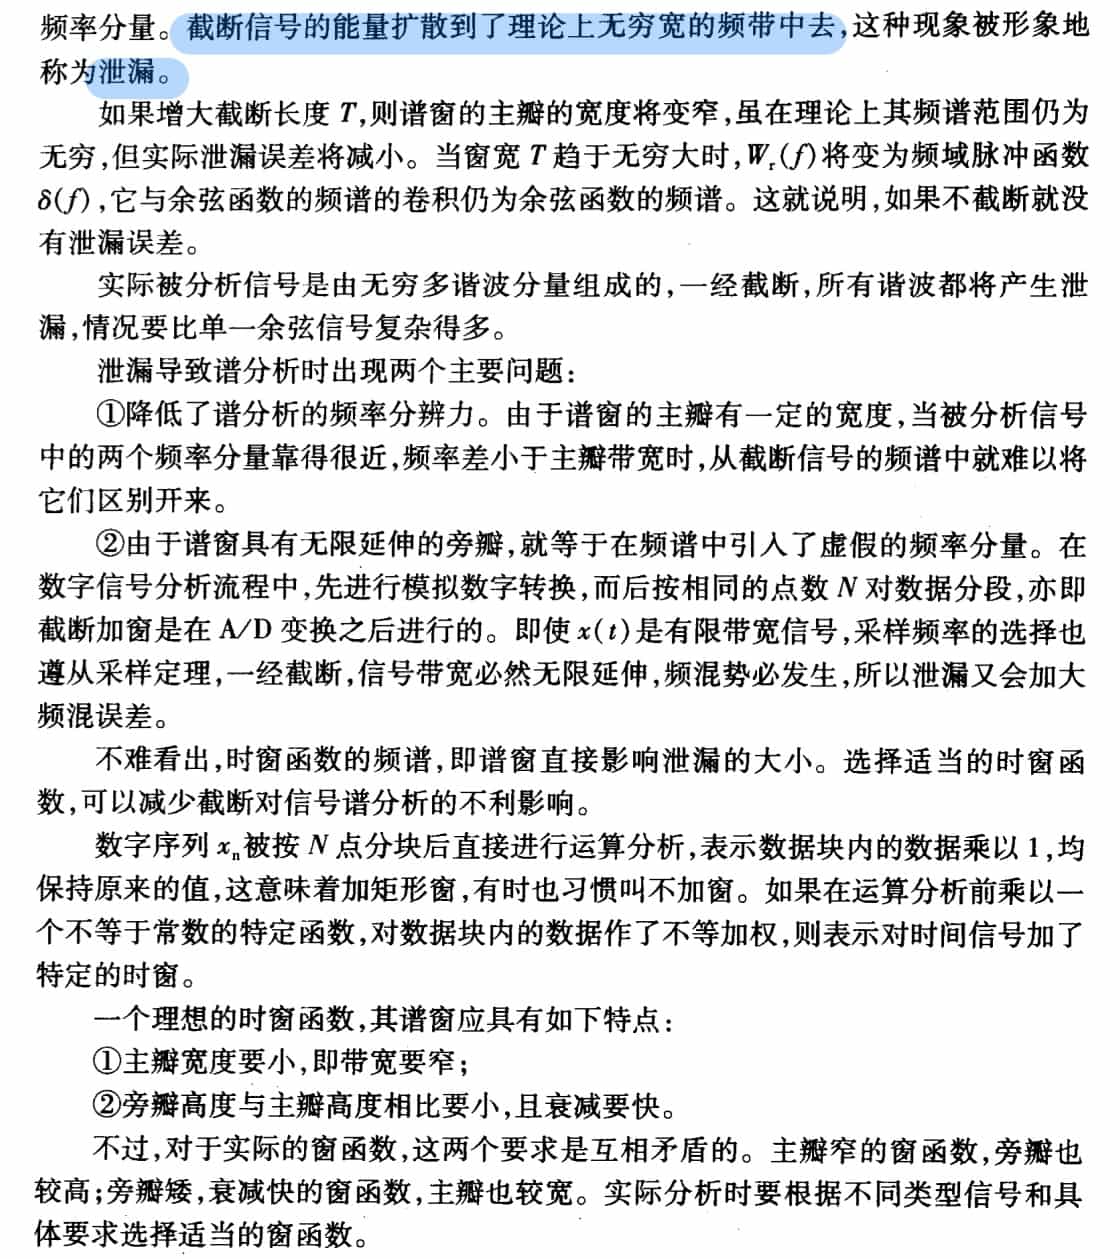 频率分量。截断信号的能量扩散到了理论上无穷宽的频带中去,这种现象被形象地
称为泄漏。
如果增大截断长度 T,则谱窗的主瓣的宽度将变窄,虽在理论上其频谱范围仍为
无穷,但实际泄漏误差将减小。当窗宽 T 趋于无穷大时,Wr(f)将变为频域脉冲函数
δ(f),它与余弦函数的频谱的卷积仍为余弦函数的频谱。这就说明,如果不截断就没
有泄漏误差。
实际被分析信号是由无穷多谐波分量组成的,一经截断,所有谐波都将产生泄
漏,情况要比单一余弦信号复杂得多。
泄漏导致谱分析时出现两个主要问题:
①降低了谱分析的频率分辨力。由于谱窗的主瓣有一定的宽度,当被分析信号
中的两个频率分量靠得很近,频率差小于主瓣带宽时,从截断信号的频谱中就难以将
它们区别开来。
②由于谱窗具有无限延伸的旁瓣,就等于在频谱中引入了虚假的频率分量。在
数字信号分析流程中,先进行模拟数字转换,而后按相同的点数 N 对数据分段,亦即
截断加窗是在 A/D 变换之后进行的。即使 x(t)是有限带宽信号,采样频率的选择也
遵从采样定理,一经截断,信号带宽必然无限延伸,频混势必发生,所以泄漏又会加大
频混误差。
不难看出,时窗函数的频谱,即谱窗直接影响泄漏的大小。选择适当的时窗函
数,可以减少截断对信号谱分析的不利影响。
数字序列 xn被按 N 点分块后直接进行运算分析,表示数据块内的数据乘以 1,均
保持原来的值,这意味着加矩形窗,有时也习惯叫不加窗。如果在运算分析前乘以一
个不等于常数的特定函数,对数据块内的数据作了不等加权,则表示对时间信号加了
特定的时窗。
一个理想的时窗函数,其谱窗应具有如下特点:
①主瓣宽度要小,即带宽要窄;
②旁瓣高度与主瓣高度相比要小,且衰减要快。
不过,对于实际的窗函数,这两个要求是互相矛盾的。主瓣窄的窗函数,旁瓣也
较高;旁瓣矮,衰减快的窗函数,主瓣也较宽。实际分析时要根据不同类型信号和具
体要求选择适当的窗函数。